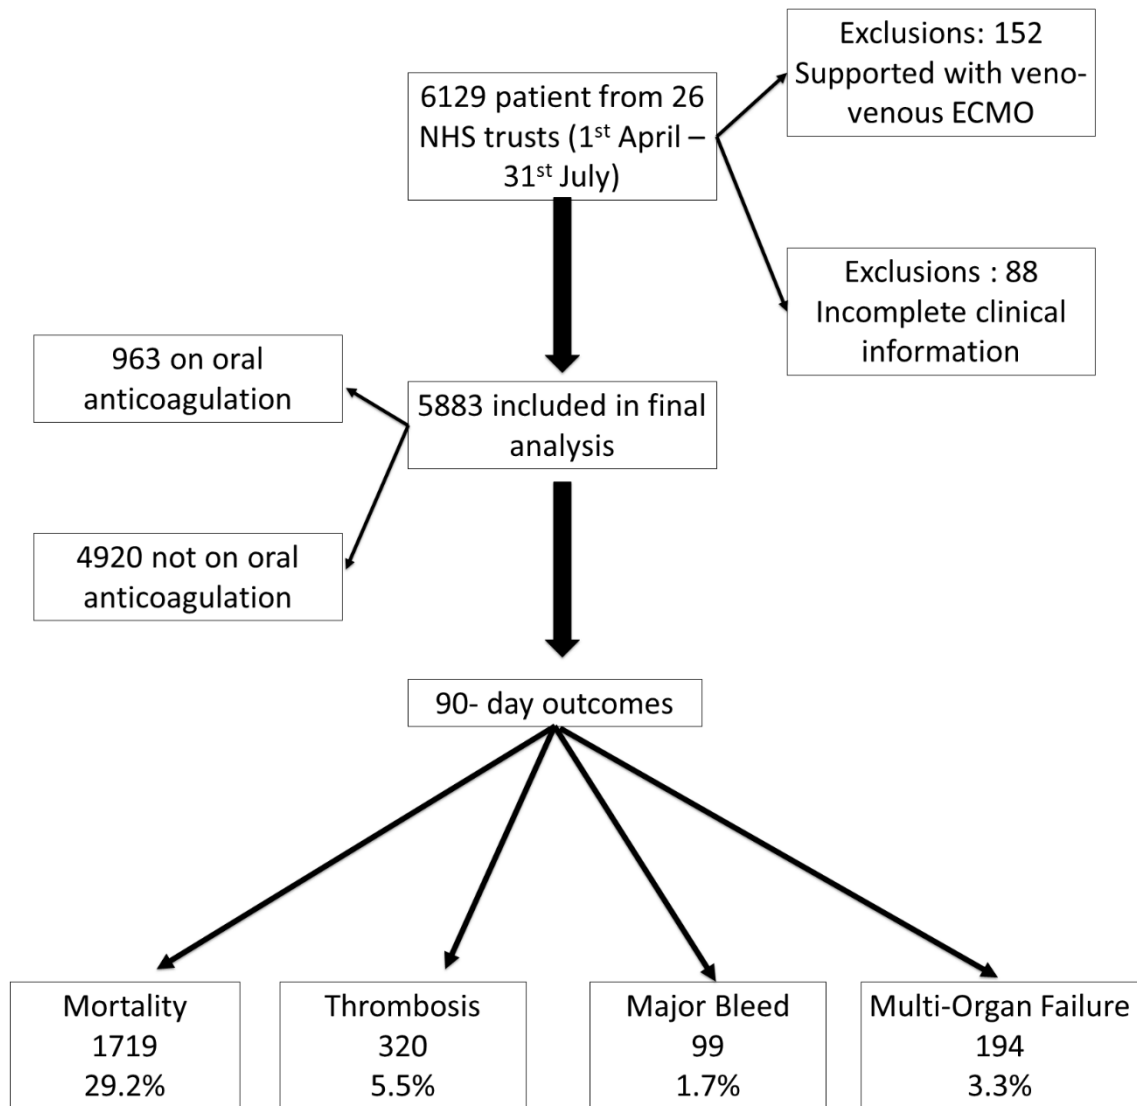 Exclusions: 152
Supported with veno-
venous ECMO
6129 patient from 26
NHS trusts (1st April –
31st July)
Exclusions : 88
Incomplete clinical
information
963 on oral
anticoagulation
5883 included in final
analysis
4920 not on oral
anticoagulation
90- day outcomes
Mortality
1719
29.2%
Thrombosis
320
5.5%
Major Bleed
99
1.7%
Multi-Organ Failure
194
3.3%